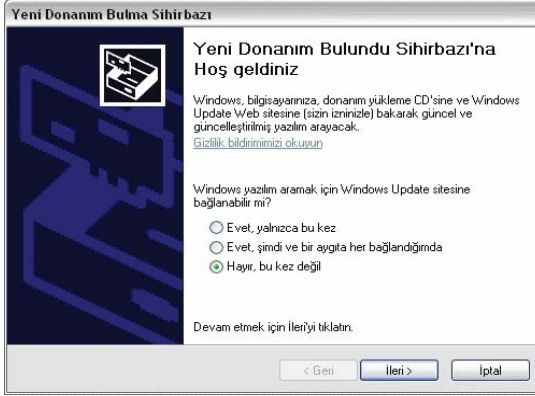 Yeni Donanım Bulma Sihirbazı
Yeni Donanım Bulundu Sihirbazı'na
Hoş geldiniz
Windows, bilgisayarınıza, donanım yükleme CD'sine ve Windows
Update Web sitesine (sizin izninizle) bakarak güncel ve
güncelleştirilmiş yazılım arayacak.
Gizlilik bildirimimizi okuyun
Windows yazılım aramak için Windows Update sitesine
bağlanabilir mi?
Evet, yalnızca bu kez
Evet, şimdi ve bir aygıta her bağlandığımda
Hayır, bu kez değil
Devam etmek için İleri'yi tıklatın.
< Geri
İleri >
İptal